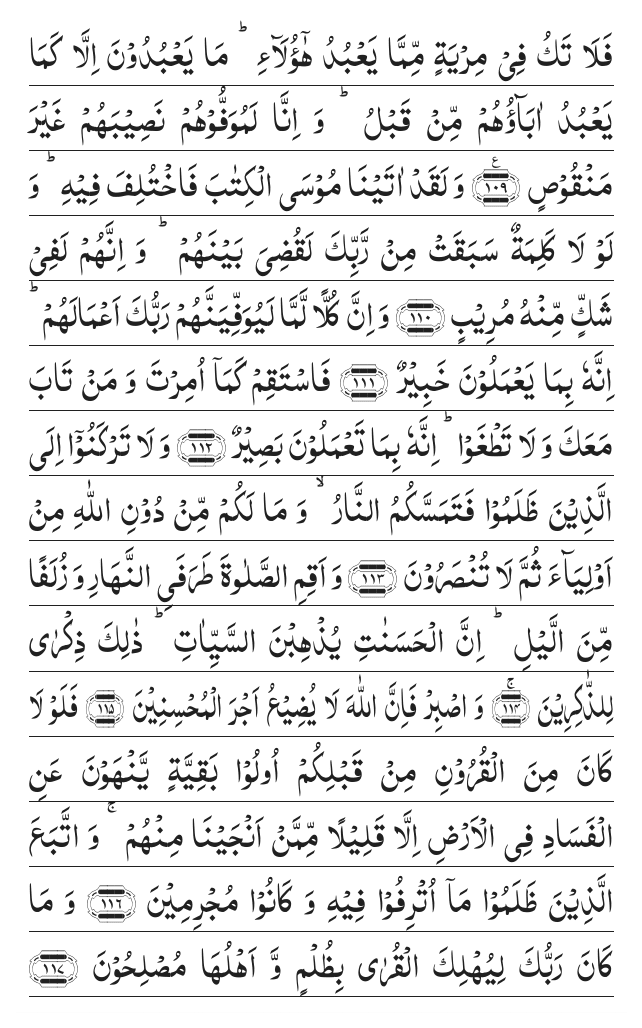 فَلَا تَكُ فِیْ مِرْیَةٍ مِّمَّا یَعْبُدُ هٰۤؤُلَآءِ ؕ مَا یَعْبُدُوْنَ اِلَّا كَمَا
یَعْبُدُ اٰبَآؤُهُمْ مِّنْ قَبْلُ ؕ وَ اِنَّا لَمُوَفُّوْهُمْ نَصِیْبَهُمْ غَیْرَ
مَنْقُوْصٍ ﴿۱۰۹﴾ ع وَ لَقَدْ اٰتَیْنَا مُوْسَی الْكِتٰبَ فَاخْتُلِفَ فِیْهِ ؕ وَ
لَوْ لَا كَلِمَةٌ سَبَقَتْ مِنْ رَّبِّكَ لَقُضِیَ بَیْنَهُمْ ؕ وَ اِنَّهُمْ لَفِیْ
شَكٍّ مِّنْهُ مُرِیْبٍ ﴿۱۱۰﴾ وَ اِنَّ كُلًّا لَّمَّا لَیُوَفِّیَنَّهُمْ رَبُّكَ اَعْمَالَهُمْ ؕ
اِنَّهٗ بِمَا یَعْمَلُوْنَ خَبِیْرٌ ﴿۱۱۱﴾ فَاسْتَقِمْ كَمَاۤ اُمِرْتَ وَ مَنْ تَابَ
مَعَكَ وَ لَا تَطْغَوْا ؕ اِنَّهٗ بِمَا تَعْمَلُوْنَ بَصِیْرٌ ﴿۱۱۲﴾ وَ لَا تَرْكَنُوْۤا اِلَی
الَّذِیْنَ ظَلَمُوْا فَتَمَسَّكُمُ النَّارُ ۙ وَ مَا لَكُمْ مِّنْ دُوْنِ اللّٰهِ مِنْ
اَوْلِیَآءَ ثُمَّ لَا تُنْصَرُوْنَ ﴿۱۱۳﴾ وَ اَقِمِ الصَّلٰوةَ طَرَفَیِ النَّهَارِ وَ زُلَفًا
مِّنَ الَّیْلِ ؕ اِنَّ الْحَسَنٰتِ یُذْهِبْنَ السَّیِّاٰتِ ؕ ذٰلِكَ ذِكْرٰی
لِلذّٰكِرِیْنَ ﴿۱۱۴﴾ ۚ وَ اصْبِرْ فَاِنَّ اللّٰهَ لَا یُضِیْعُ اَجْرَ الْمُحْسِنِیْنَ ﴿۱۱۵﴾ فَلَوْ لَا
كَانَ مِنَ الْقُرُوْنِ مِنْ قَبْلِكُمْ اُولُوْا بَقِیَّةٍ یَّنْهَوْنَ عَنِ
الْفَسَادِ فِی الْاَرْضِ اِلَّا قَلِیْلًا مِّمَّنْ اَنْجَیْنَا مِنْهُمْ ۚ وَ اتَّبَعَ
الَّذِیْنَ ظَلَمُوْا مَاۤ اُتْرِفُوْا فِیْهِ وَ كَانُوْا مُجْرِمِیْنَ ﴿۱۱۶﴾ وَ مَا
كَانَ رَبُّكَ لِیُهْلِكَ الْقُرٰی بِظُلْمٍ وَّ اَهْلُهَا مُصْلِحُوْنَ ﴿۱۱۷﴾